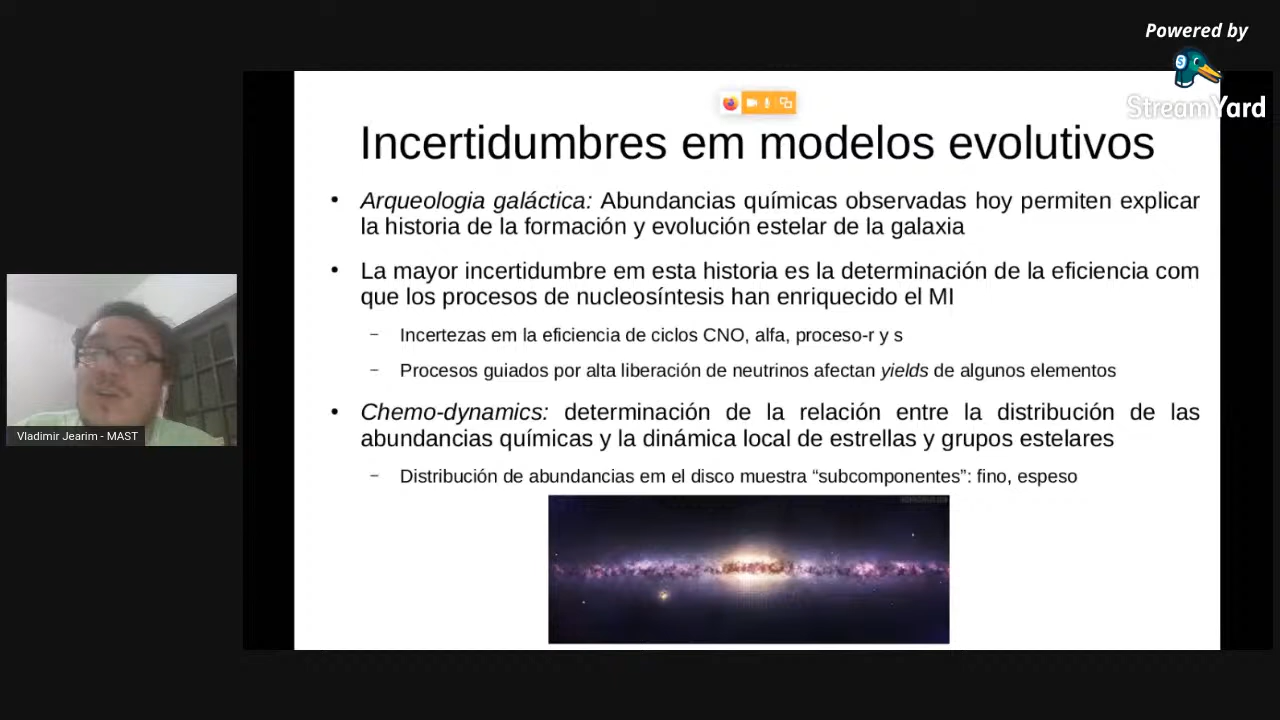 Powered by
StreamYard
Incertidumbres em modelos evolutivos
• Arqueologia galáctica: Abundancias químicas observadas hoy permiten explicar
la historia de la formación y evolución estelar de la galaxia
• La mayor incertidumbre em esta historia es la determinación de la eficiencia com
que los procesos de nucleosíntesis han enriquecido el MI
– Incertezas em la eficiencia de ciclos CNO, alfa, proceso-r y s
– Procesos guiados por alta liberación de neutrinos afectan yields de algunos elementos
• Chemo-dynamics: determinación de la relación entre la distribución de las
abundancias químicas y la dinámica local de estrellas y grupos estelares
– Distribución de abundancias em el disco muestra “subcomponentes”: fino, espeso
Vladimir Jearim - MAST